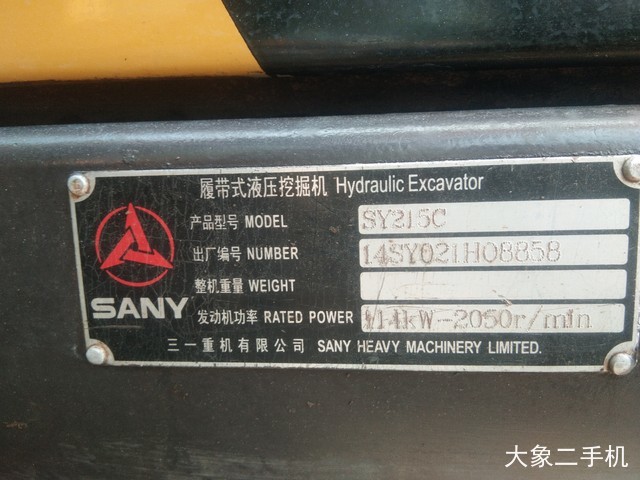 履带式液压挖掘机 Hydraulic Excavator
产品型号 MODEL SY215C
出厂编号 NUMBER 14SY021H08858
整机重量 WEIGHT
发动机功率 RATED POWER 114kW-2050r/min
SANY
三一重机有限公司 SANY HEAVY MACHINERY LIMITED.
大象二手机